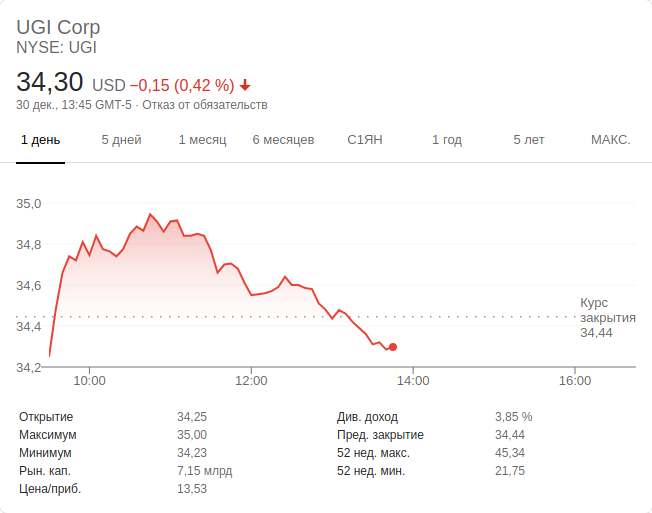 UGI Corp
NYSE: UGI
34,30 USD −0,15 (0,42 %)
30 дек., 13:45 GMT-5 · Отказ от обязательств
1 день 5 дней 1 месяц 6 месяцев С1ЯН 1 год 5 лет МАКС.
35,0
34,8
34,6
34,4
34,2
Курс
закрытия
34,44
10:00 12:00 14:00 16:00
Открытие 34,25 Див. доход 3,85 %
Максимум 35,00 Пред. закрытие 34,44
Минимум 34,23 52 нед. макс. 45,34
Рын. кап. 7,15 млрд 52 нед. мин. 21,75
Цена/приб. 13,53